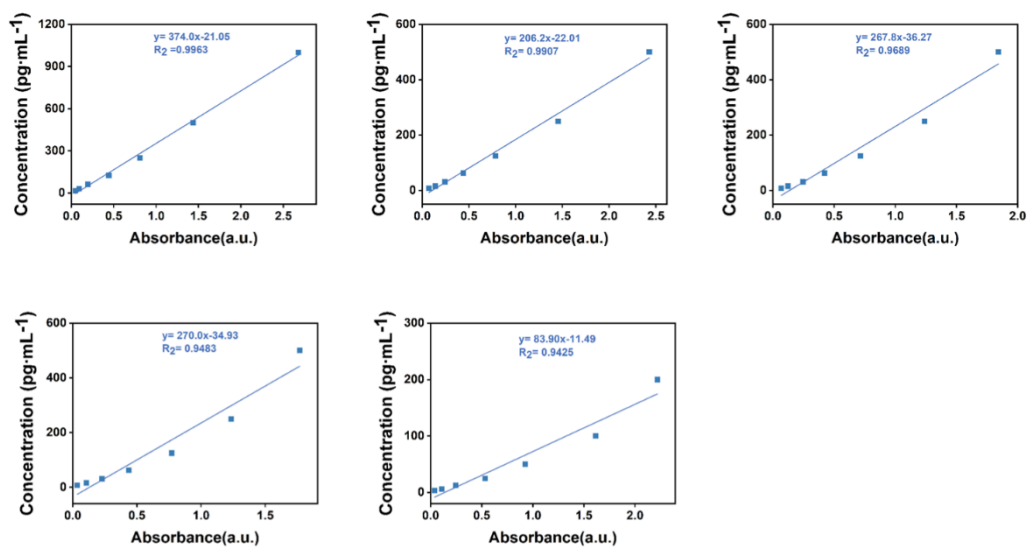 y= 374.0x-21.05
R2 =0.9963
Concentration (pg·mL-1)
1200
900
600
300
0
0.0 0.5 1.0 1.5 2.0 2.5
Absorbance(a.u.)
y= 206.2x-22.01
R2= 0.9907
Concentration (pg·mL-1)
600
400
200
0
0.0 0.5 1.0 1.5 2.0 2.5
Absorbance(a.u.)
y= 267.8x-36.27
R2= 0.9689
Concentration (pg·mL-1)
600
400
200
0
0.0 0.5 1.0 1.5 2.0
Absorbance(a.u.)
y= 270.0x-34.93
R2= 0.9483
Concentration (pg·mL-1)
600
400
200
0
0.0 0.5 1.0 1.5
Absorbance(a.u.)
y= 83.90x-11.49
R2= 0.9425
Concentration (pg·mL-1)
300
200
100
0
0.0 0.5 1.0 1.5 2.0
Absorbance(a.u.)